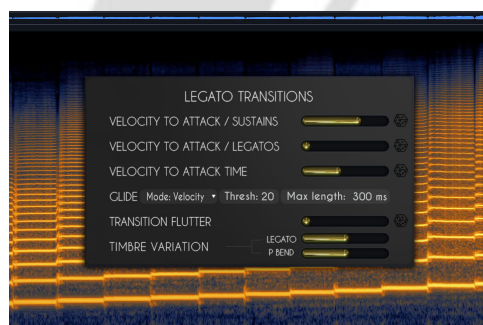 LEGATO TRANSITIONS
VELOCITY TO ATTACK / SUSTAINS
VELOCITY TO ATTACK / LEGATOS
VELOCITY TO ATTACK TIME
GLIDE Mode: Velocity Thresh: 20 Max length: 300 ms
TRANSITION FLUTTER
TIMBRE VARIATION LEGATO
P BEND